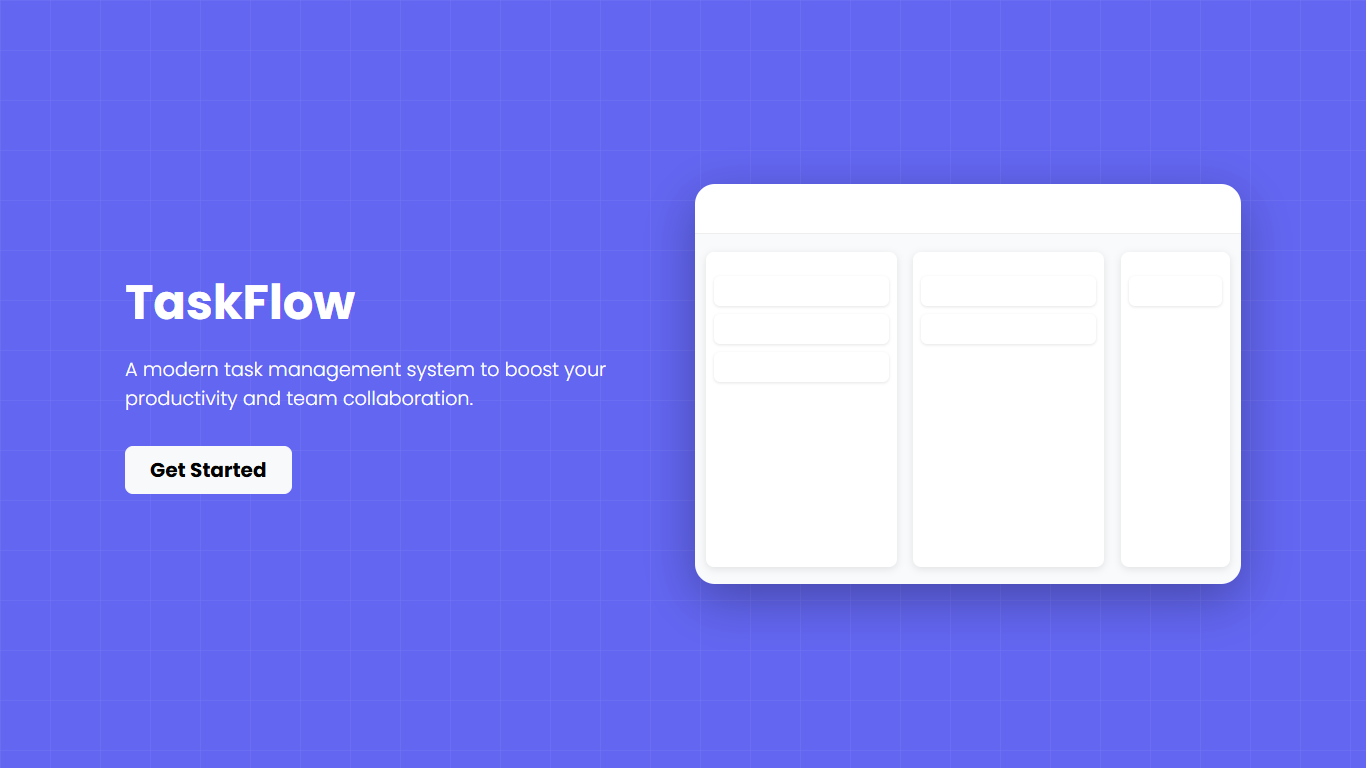 TaskFlow
A modern task management system to boost your
productivity and team collaboration.
Get Started